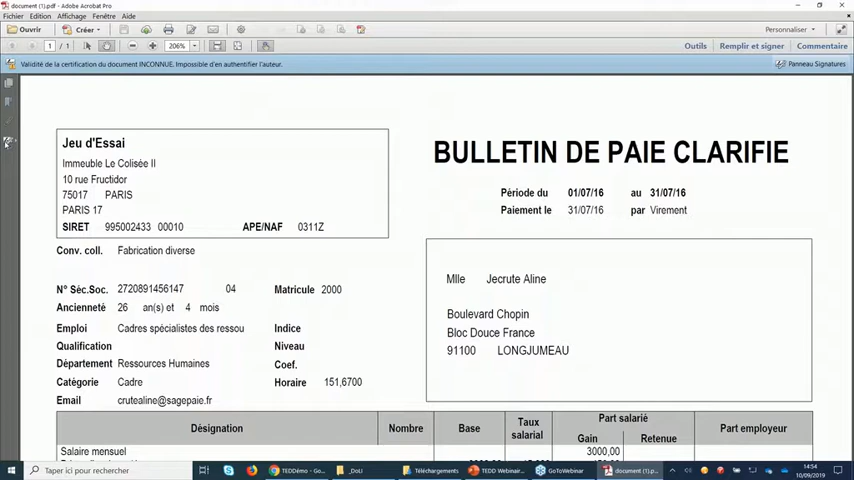 document (1).pdf - Adobe Acrobat Pro
Fichier Edition Affichage Fenêtre Aide
Ouvrir Créer Personnaliser
1 / 1 206% Outils Remplir et signer Commentaire
Validité de la certification du document INCONNUE. Impossible d'en authentifier l'auteur. Panneau Signatures
Jeu d'Essai
Immeuble Le Colisée II
10 rue Fructidor
75017 PARIS
PARIS 17
SIRET 995002433 00010 APE/NAF 0311Z
BULLETIN DE PAIE CLARIFIE
Période du 01/07/16 au 31/07/16
Paiement le 31/07/16 par Virement
Conv. coll. Fabrication diverse
Mlle Jecrute Aline
Boulevard Chopin
Bloc Douce France
91100 LONGJUMEAU
N° Séc.Soc. 2720891456147 04 Matricule 2000
Ancienneté 26 an(s) et 4 mois
Emploi Cadres spécialistes des ressou Indice
Qualification Niveau
Département Ressources Humaines Coef.
Catégorie Cadre Horaire 151,6700
Email crutealine@sagepaie.fr
Désignation Nombre Base Taux salarial Part salarié Part employeur
Gain Retenue
Salaire mensuel 3000,00
Taper ici pour rechercher TEDDémo - Go... _DoLi Téléchargements TEDD Webinar... GoToWebinar document (1).p... 14:54
10/09/2019